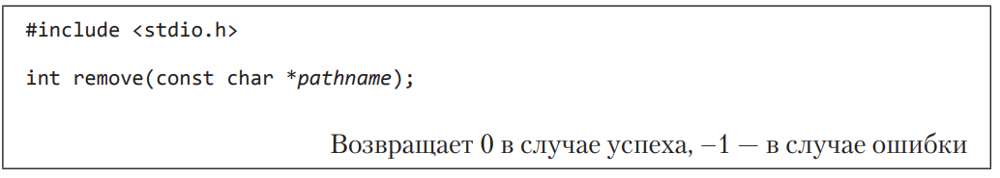 #include <stdio.h>
int remove(const char *pathname);
Возвращает 0 в случае успеха, –1 — в случае ошибки